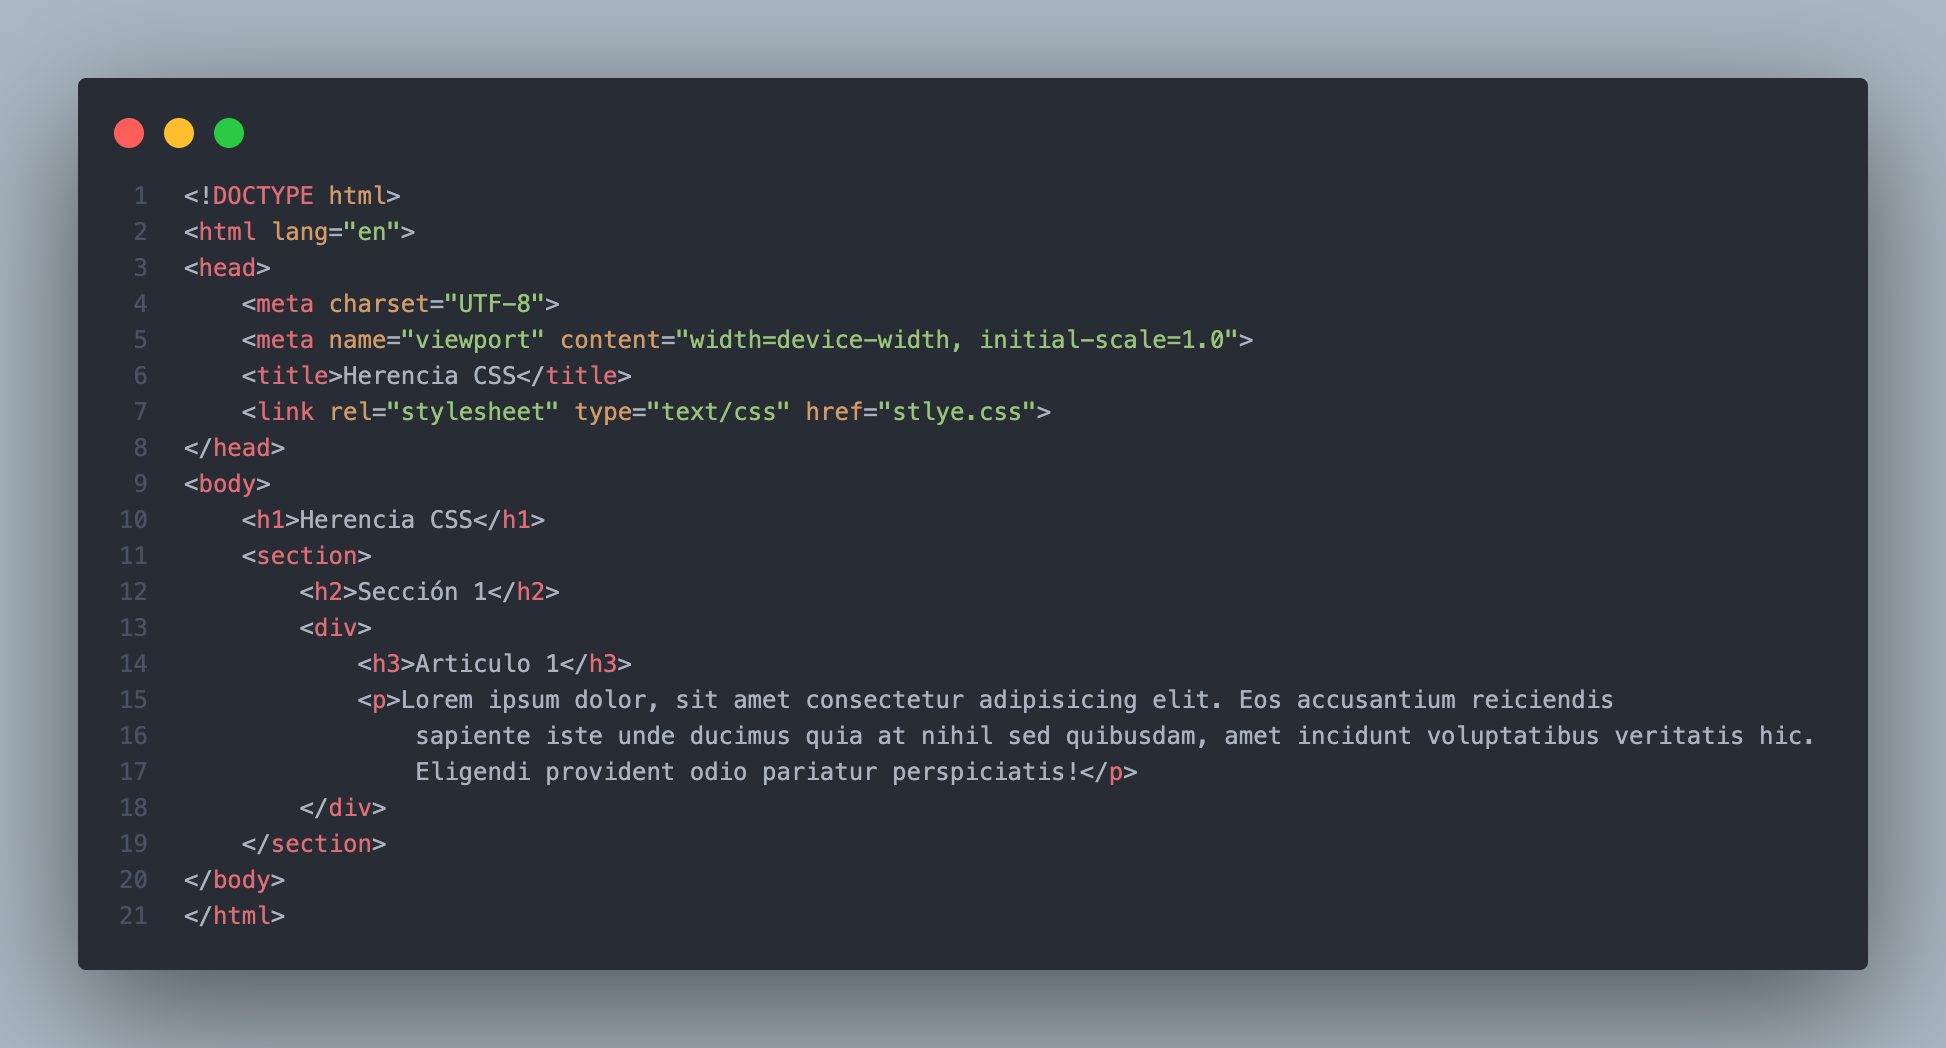 1 <!DOCTYPE html>
2 <html lang="en">
3 <head>
4     <meta charset="UTF-8">
5     <meta name="viewport" content="width=device-width, initial-scale=1.0">
6     <title>Herencia CSS</title>
7     <link rel="stylesheet" type="text/css" href="stlye.css">
8 </head>
9 <body>
10     <h1>Herencia CSS</h1>
11     <section>
12         <h2>Sección 1</h2>
13         <div>
14             <h3>Articulo 1</h3>
15             <p>Lorem ipsum dolor, sit amet consectetur adipisicing elit. Eos accusantium reiciendis
16                 sapiente iste unde ducimus quia at nihil sed quibusdam, amet incidunt voluptatibus veritatis hic.
17                 Eligendi provident odio pariatur perspiciatis!</p>
18         </div>
19     </section>
20 </body>
21 </html>